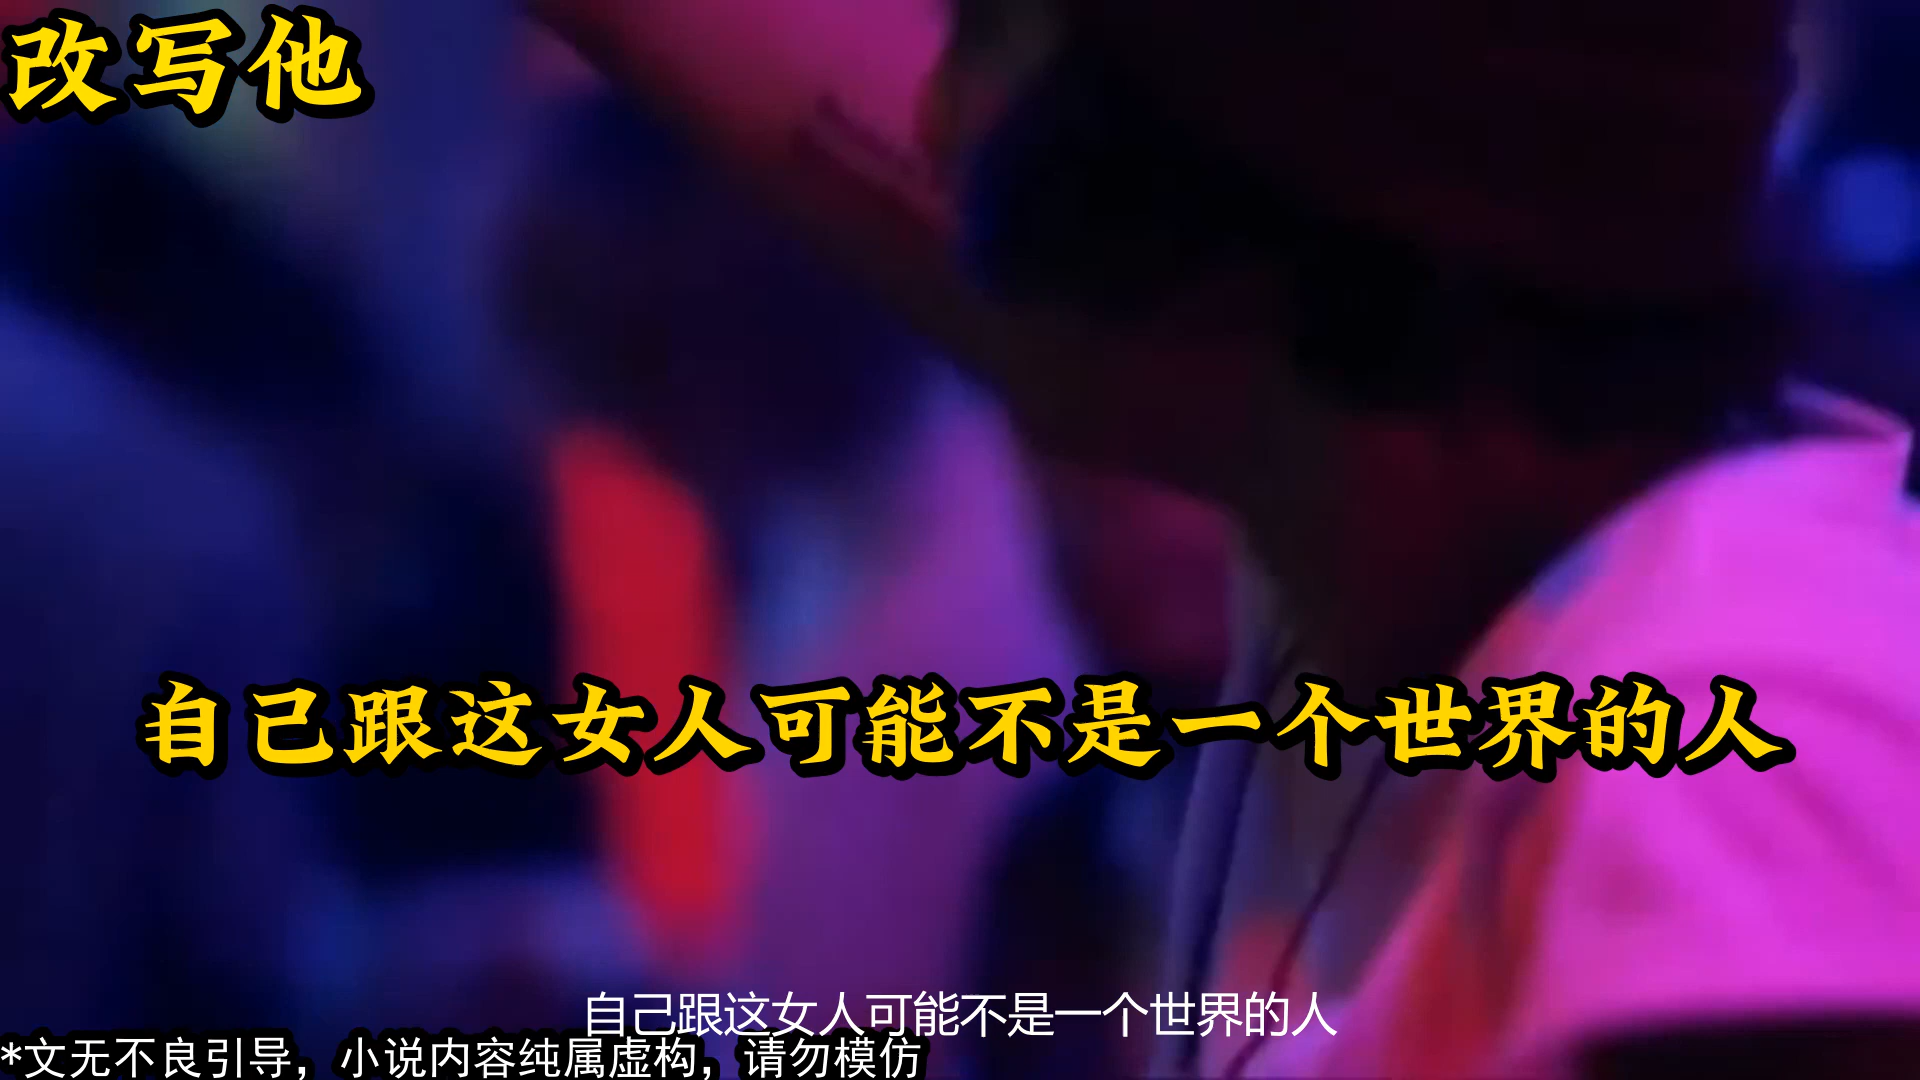 改写他
自己跟这女人可能不是一个世界的人
自己跟这女人可能不是一个世界的人
*文无不良引导，小说内容纯属虚构，请勿模仿